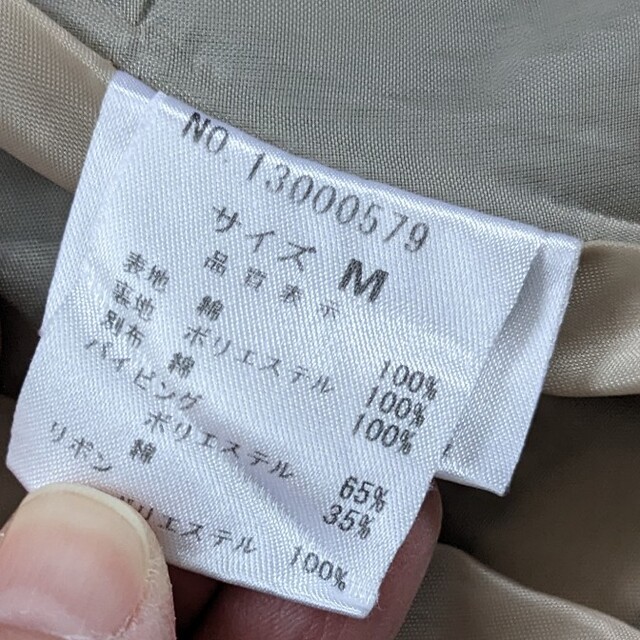 NO. 13000579
サイズ M
品質表示
表地 綿 100%
裏地 ポリエステル 100%
別布 綿 100%
パイピング
ポリエステル 65%
綿 35%
リボン
ポリエステル 100%